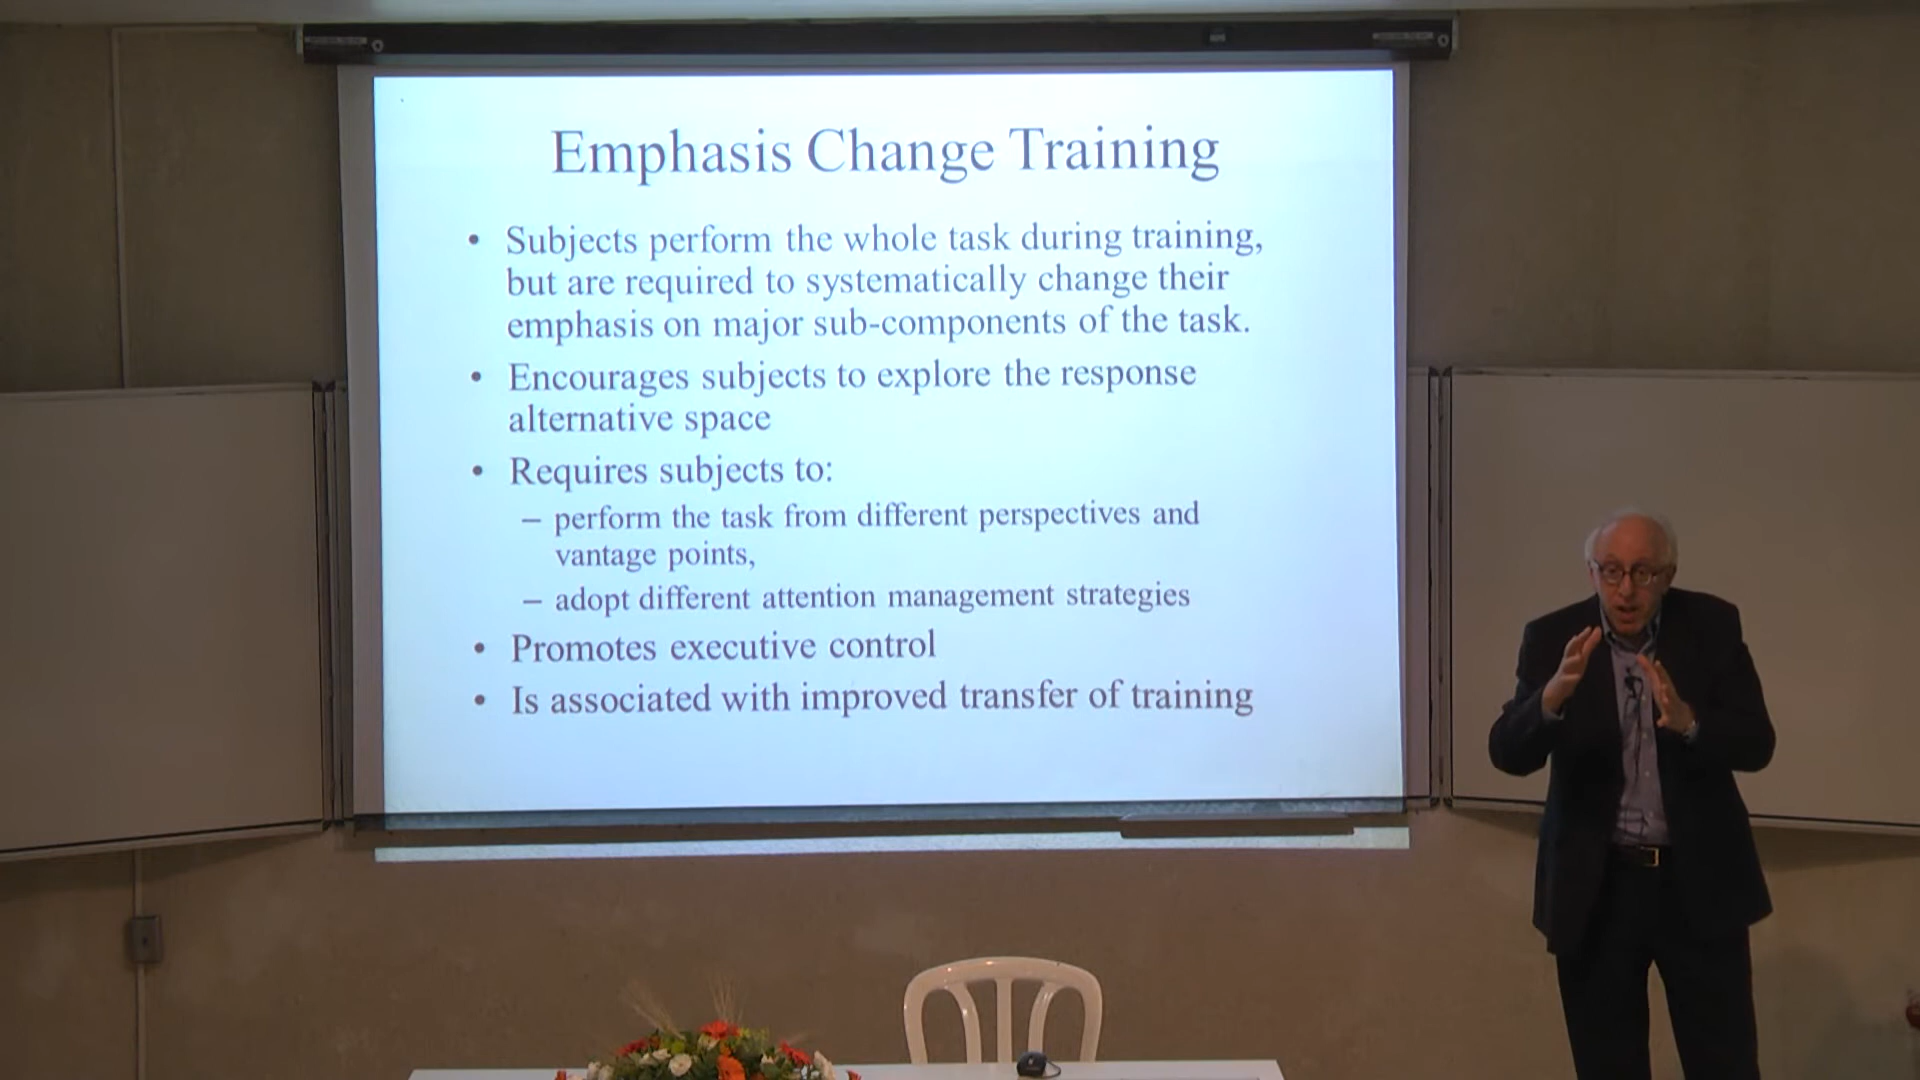 Emphasis Change Training
• Subjects perform the whole task during training,
but are required to systematically change their
emphasis on major sub-components of the task.
• Encourages subjects to explore the response
alternative space
• Requires subjects to:
– perform the task from different perspectives and
vantage points,
– adopt different attention management strategies
• Promotes executive control
• Is associated with improved transfer of training